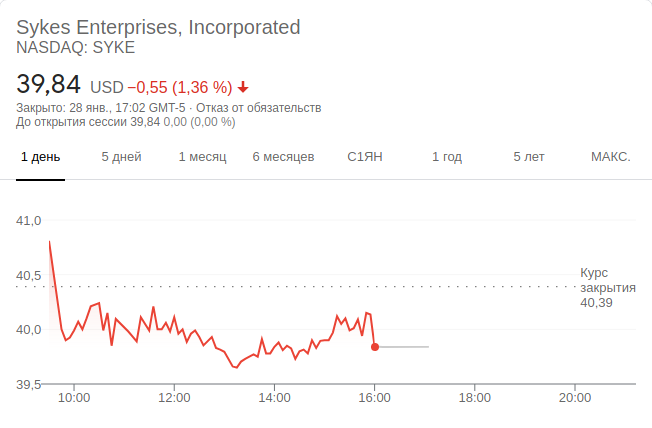 Sykes Enterprises, Incorporated
NASDAQ: SYKE
39,84 USD −0,55 (1,36 %)
Закрыто: 28 янв., 17:02 GMT-5 · Отказ от обязательств
До открытия сессии 39,84 0,00 (0,00 %)
1 день 5 дней 1 месяц 6 месяцев С1ЯН 1 год 5 лет МАКС.
41,0
40,5
40,0
39,5
Курс
закрытия
40,39
10:00 12:00 14:00 16:00 18:00 20:00